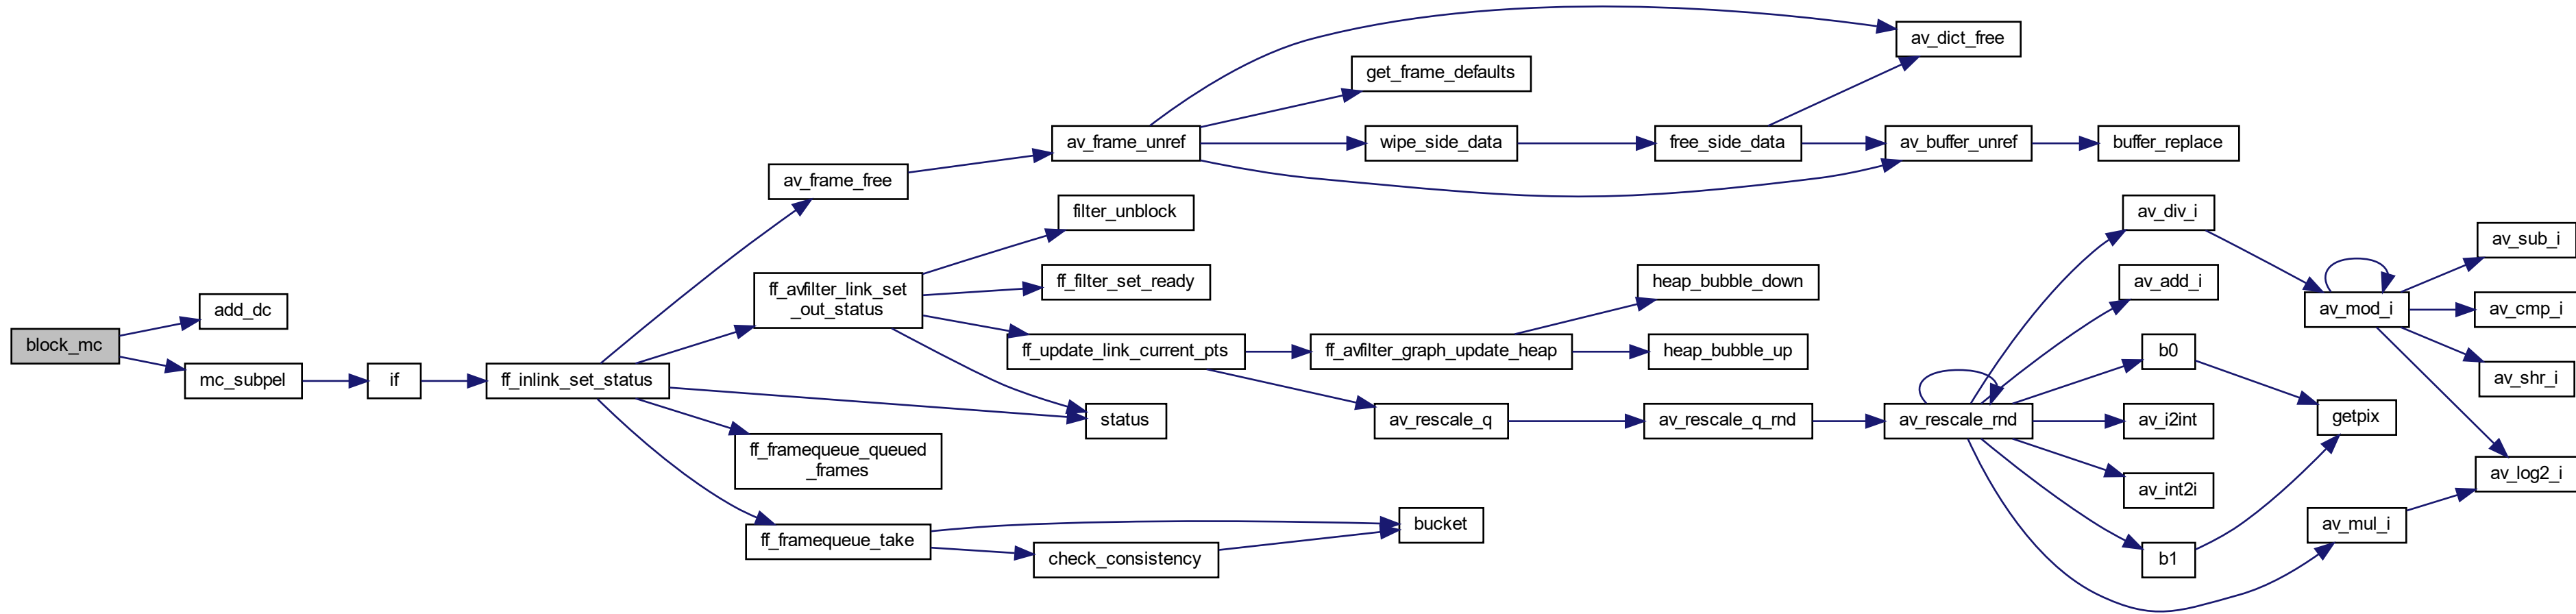 block_mc
add_dc
mc_subpel
if
ff_inlink_set_status
av_frame_free
ff_avfilter_link_set
_out_status
ff_framequeue_queued
_frames
ff_framequeue_take
av_frame_unref
filter_unblock
ff_filter_set_ready
ff_update_link_current_pts
status
check_consistency
get_frame_defaults
wipe_side_data
ff_avfilter_graph_update_heap
av_rescale_q
bucket
free_side_data
heap_bubble_down
heap_bubble_up
av_rescale_q_rnd
av_dict_free
av_buffer_unref
av_rescale_rnd
buffer_replace
av_div_i
av_add_i
b0
av_i2int
av_int2i
b1
av_mod_i
getpix
av_mul_i
av_sub_i
av_cmp_i
av_shr_i
av_log2_i